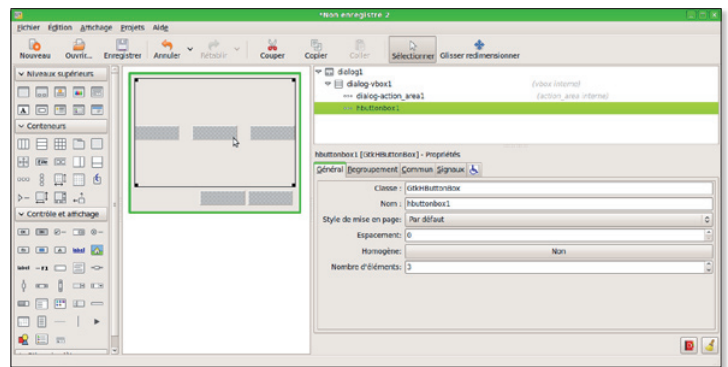 *Non enregistré 2
Fichier Édition Affichage Projets Aide
Nouveau Ouvrir... Enregistrer Annuler Rétablir Couper Copier Coller Sélectionner Glisser redimensionner
Niveaux supérieurs
Conteneurs
Contrôle et affichage
label
label
dialog1
dialog-vbox1 (vbox interne)
dialog-action_area1 (action_area interne)
hbuttonbox1
hbuttonbox1 [GtkHButtonBox] - Propriétés
Général Regroupement Commun Signaux
Classe : GtkHButtonBox
Nom : hbuttonbox1
Style de mise en page: Par défaut
Espacement: 0
Homogène: Non
Nombre d'éléments: 3